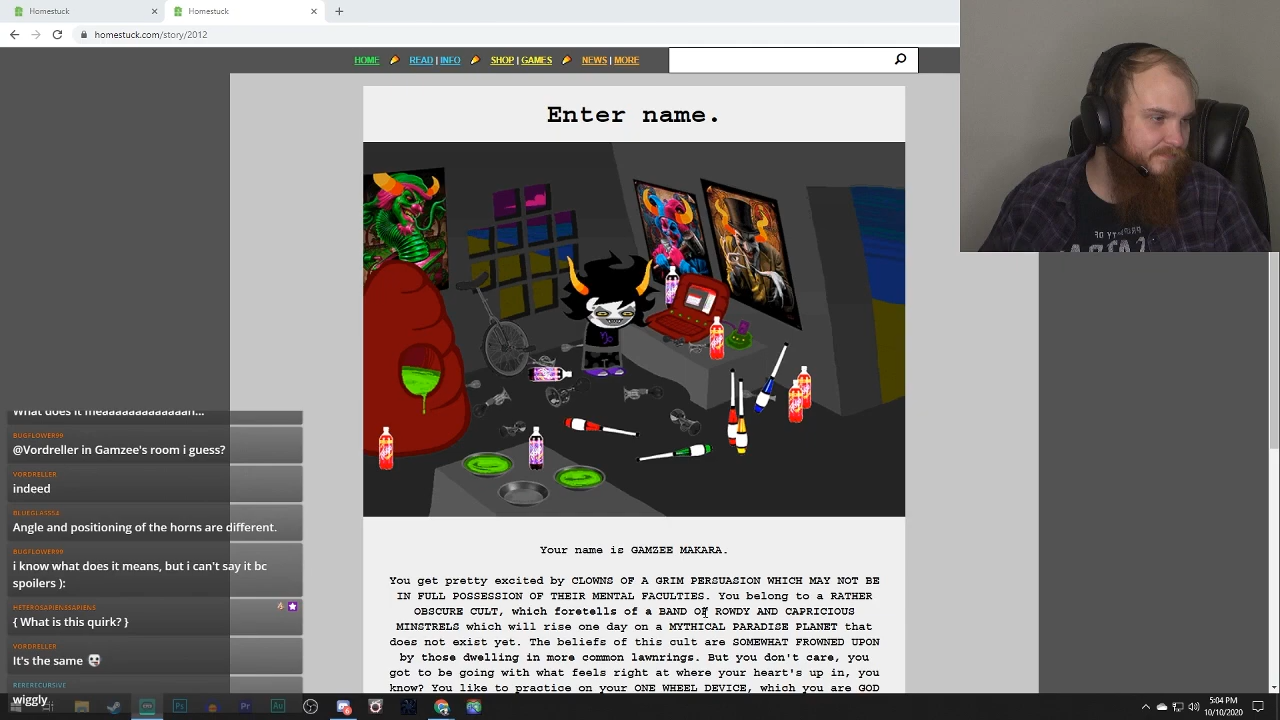 Homestuck
Homestuck
homestuck.com/story/2012
HOME READ | INFO SHOP | GAMES NEWS | MORE
Enter name.
Your name is GAMZEE MAKARA.
You get pretty excited by CLOWNS OF A GRIM PERSUASION WHICH MAY NOT BE
IN FULL POSSESSION OF THEIR MENTAL FACULTIES. You belong to a RATHER
OBSCURE CULT, which foretells of a BAND OF ROWDY AND CAPRICIOUS
MINSTRELS which will rise one day on a MYTHICAL PARADISE PLANET that
does not exist yet. The beliefs of this cult are SOMEWHAT FROWNED UPON
by those dwelling in more common lawnrings. But you don't care, you
got to be going with what feels right at where your heart's up in, you
know? You like to practice on your ONE WHEEL DEVICE, which you are GOD
What does it meaaaaaaaaaaaah...
BUGFLOWER99
@Vordreller in Gamzee's room i guess?
VORDRELLER
indeed
Angle and positioning of the horns are different.
BUGFLOWER99
i know what does it means, but i can't say it bc
spoilers ):
HETEROSAPIENSSAPIENS
{ What is this quirk? }
VORDRELLER
It's the same
RERERECURSIVE
wiggly
5:04 PM
10/10/2020